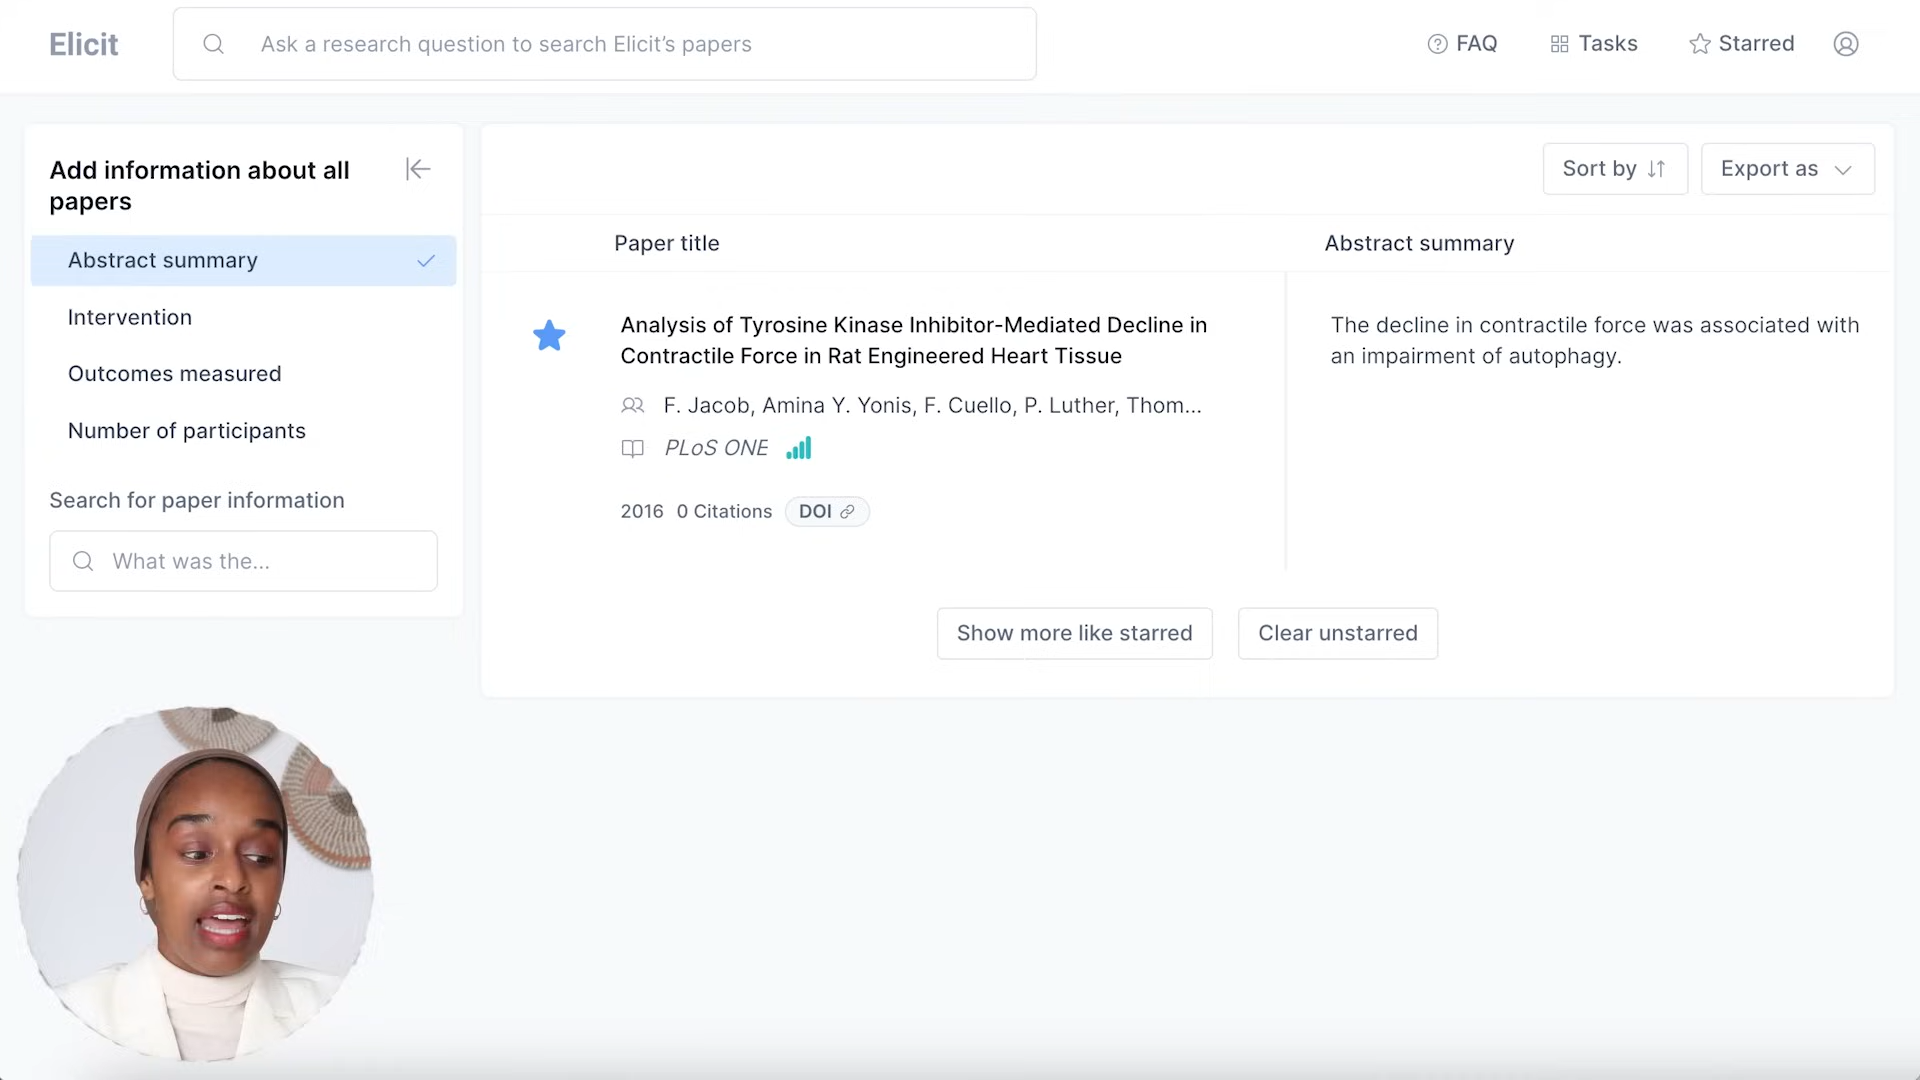 Elicit
Ask a research question to search Elicit’s papers
FAQ
Tasks
Starred
Add information about all
papers
Abstract summary
Intervention
Outcomes measured
Number of participants
Search for paper information
What was the...
Sort by
Export as
Paper title
Abstract summary
Analysis of Tyrosine Kinase Inhibitor-Mediated Decline in
Contractile Force in Rat Engineered Heart Tissue
F. Jacob, Amina Y. Yonis, F. Cuello, P. Luther, Thom...
PLoS ONE
2016 0 Citations DOI
The decline in contractile force was associated with
an impairment of autophagy.
Show more like starred
Clear unstarred